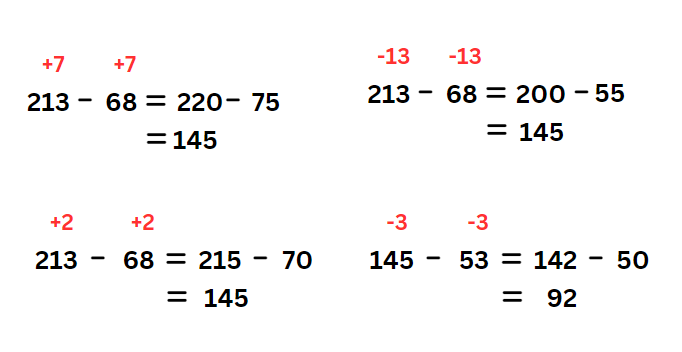 +7 +7
213 - 68 = 220 - 75
= 145
-13 -13
213 - 68 = 200 - 55
= 145
+2 +2
213 - 68 = 215 - 70
= 145
-3 -3
145 - 53 = 142 - 50
= 92